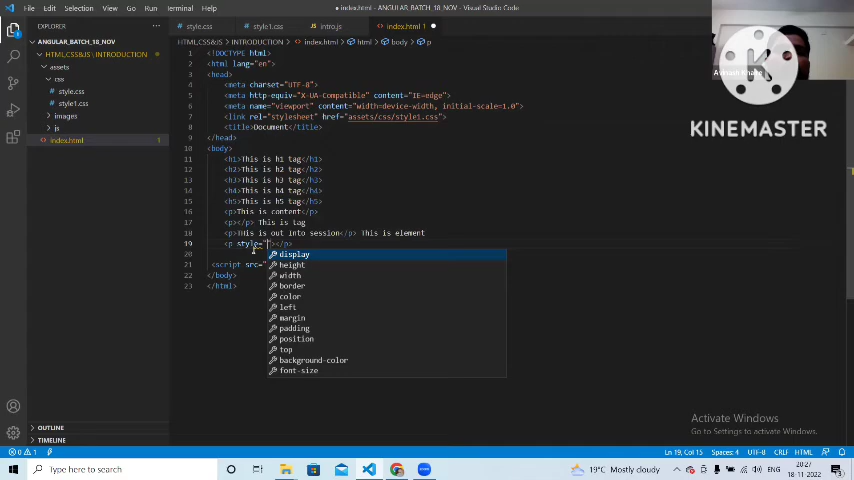 File Edit Selection View Go Run Terminal Help
index.html - ANGULAR_BATCH_18_NOV - Visual Studio Code
EXPLORER
style.css style1.css intro.js index.html 1
ANGULAR_BATCH_18_NOV
HTML,CSS&JS \ INTRODUCTION
assets
css
style.css
style1.css
images
js
index.html 1
OUTLINE
TIMELINE
HTML,CSS&JS > INTRODUCTION > index.html > html > body > p
1 <!DOCTYPE html>
2 <html lang="en">
3 <head>
4 <meta charset="UTF-8">
5 <meta http-equiv="X-UA-Compatible" content="IE=edge">
6 <meta name="viewport" content="width=device-width, initial-scale=1.0">
7 <link rel="stylesheet" href="assets/css/style1.css">
8 <title>Document</title>
9 </head>
10 <body>
11 <h1>This is h1 tag</h1>
12 <h2>This is h2 tag</h2>
13 <h3>This is h3 tag</h3>
14 <h4>This is h4 tag</h4>
15 <h5>This is h5 tag</h5>
16 <p>This is content</p>
17 <p></p> This is tag
18 <p>THis is out into session</p> This is element
19 <p style=""></p>
20
21 <script src="
22 </body>
23 </html>
display
height
width
border
color
left
margin
padding
position
top
background-color
font-size
KINEMASTER
Activate Windows
Go to Settings to activate Windows.
0 1
Ln 19, Col 15 Spaces: 4 UTF-8 CRLF HTML
Type here to search
19°C Mostly cloudy
ENG
20:27
18-11-2022
3